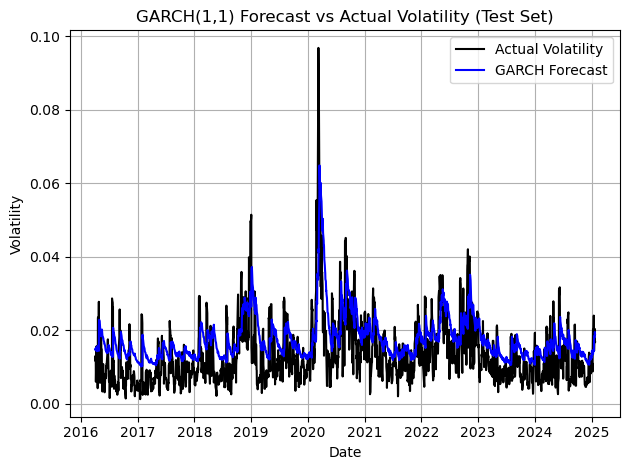 GARCH(1,1) Forecast vs Actual Volatility (Test Set)
Actual Volatility
GARCH Forecast
Volatility
0.10
0.08
0.06
0.04
0.02
0.00
2016 2017 2018 2019 2020 2021 2022 2023 2024 2025
Date